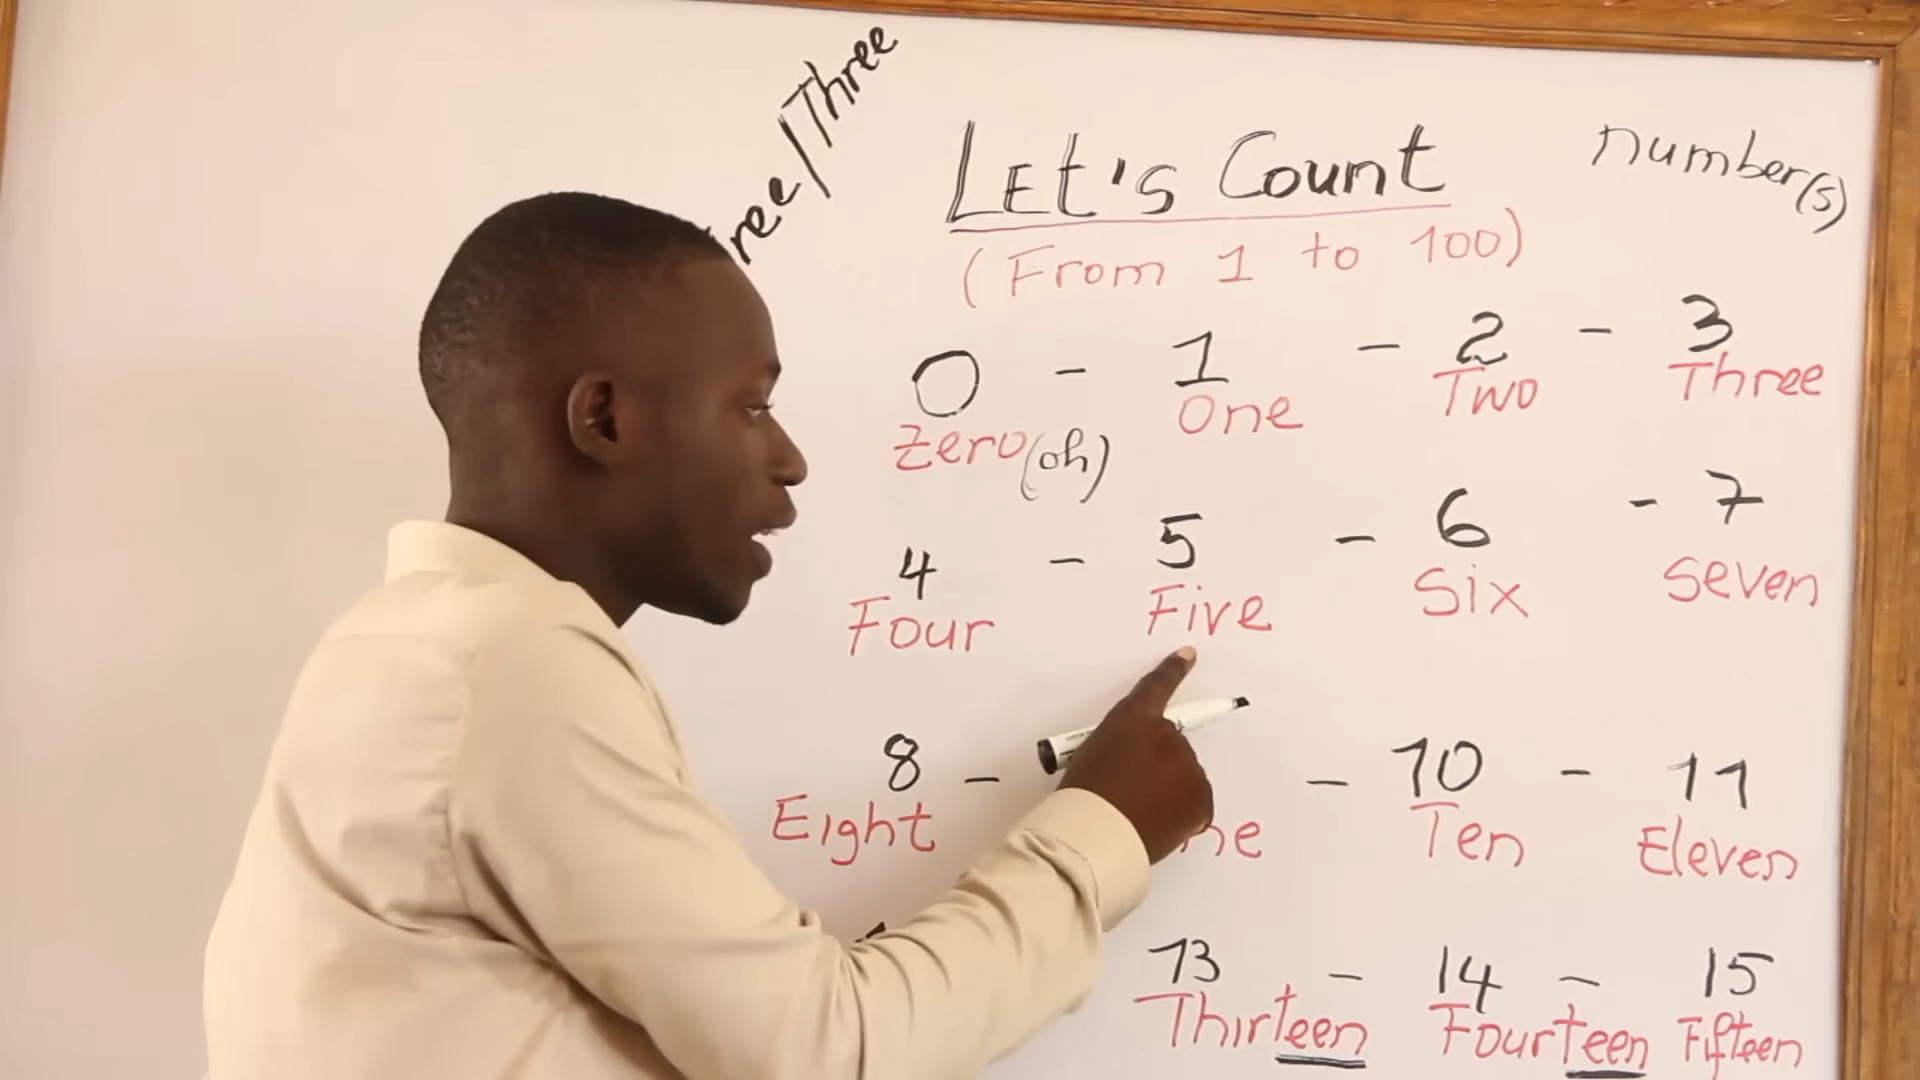 ree/Three
Let's Count
number(s)
(From 1 to 100)
0 - 1 - 2 - 3
Zero (oh) One Two Three
4 - 5 - 6 - 7
Four Five Six Seven
8 - - 10 - 11
Eight ne Ten Eleven
13 - 14 - 15
Thirteen Fourteen Fifteen